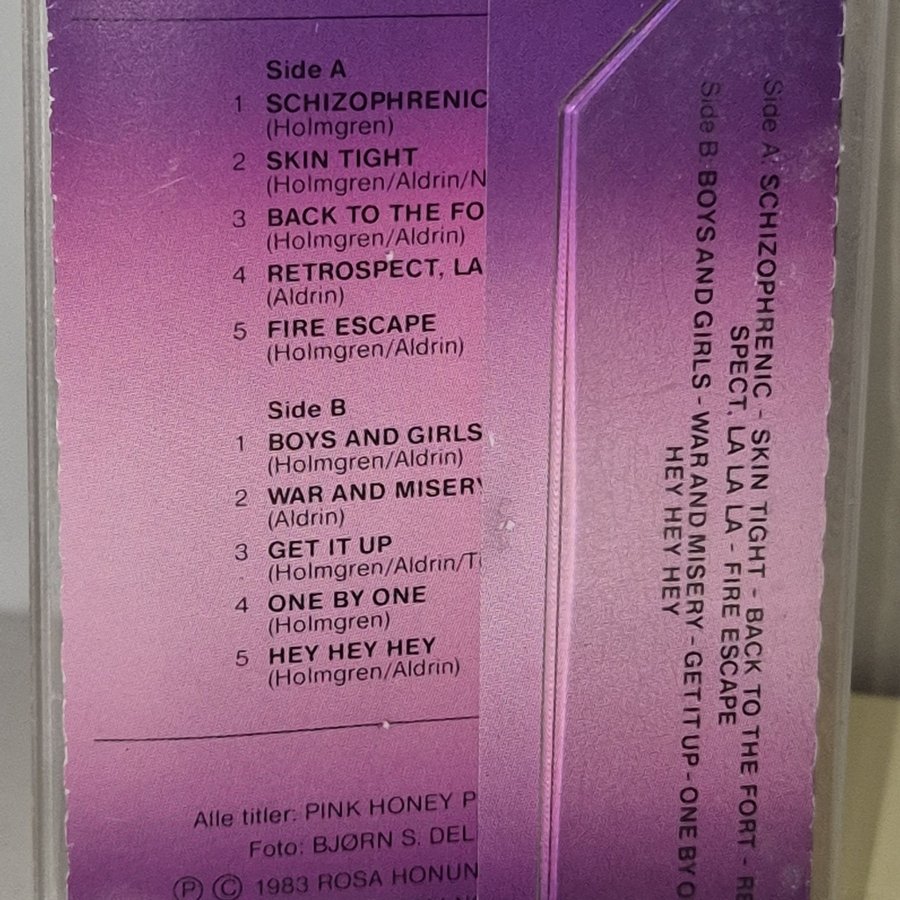 Side A
1 SCHIZOPHRENIC
(Holmgren)
2 SKIN TIGHT
(Holmgren/Aldrin/N
3 BACK TO THE FO
(Holmgren/Aldrin)
4 RETROSPECT, LA
(Aldrin)
5 FIRE ESCAPE
(Holmgren/Aldrin)
Side B
1 BOYS AND GIRLS
(Holmgren/Aldrin)
2 WAR AND MISERY
(Aldrin)
3 GET IT UP
(Holmgren/Aldrin/T
4 ONE BY ONE
(Holmgren)
5 HEY HEY HEY
(Holmgren/Aldrin)
Alle titler: PINK HONEY P
Foto: BJØRN S. DEL
Ⓟ Ⓒ 1983 ROSA HONUN
Side A: SCHIZOPHRENIC - SKIN TIGHT - BACK TO THE FORT - RE
SPECT, LA LA LA - FIRE ESCAPE
Side B: BOYS AND GIRLS - WAR AND MISERY - GET IT UP - ONE BY O
HEY HEY HEY